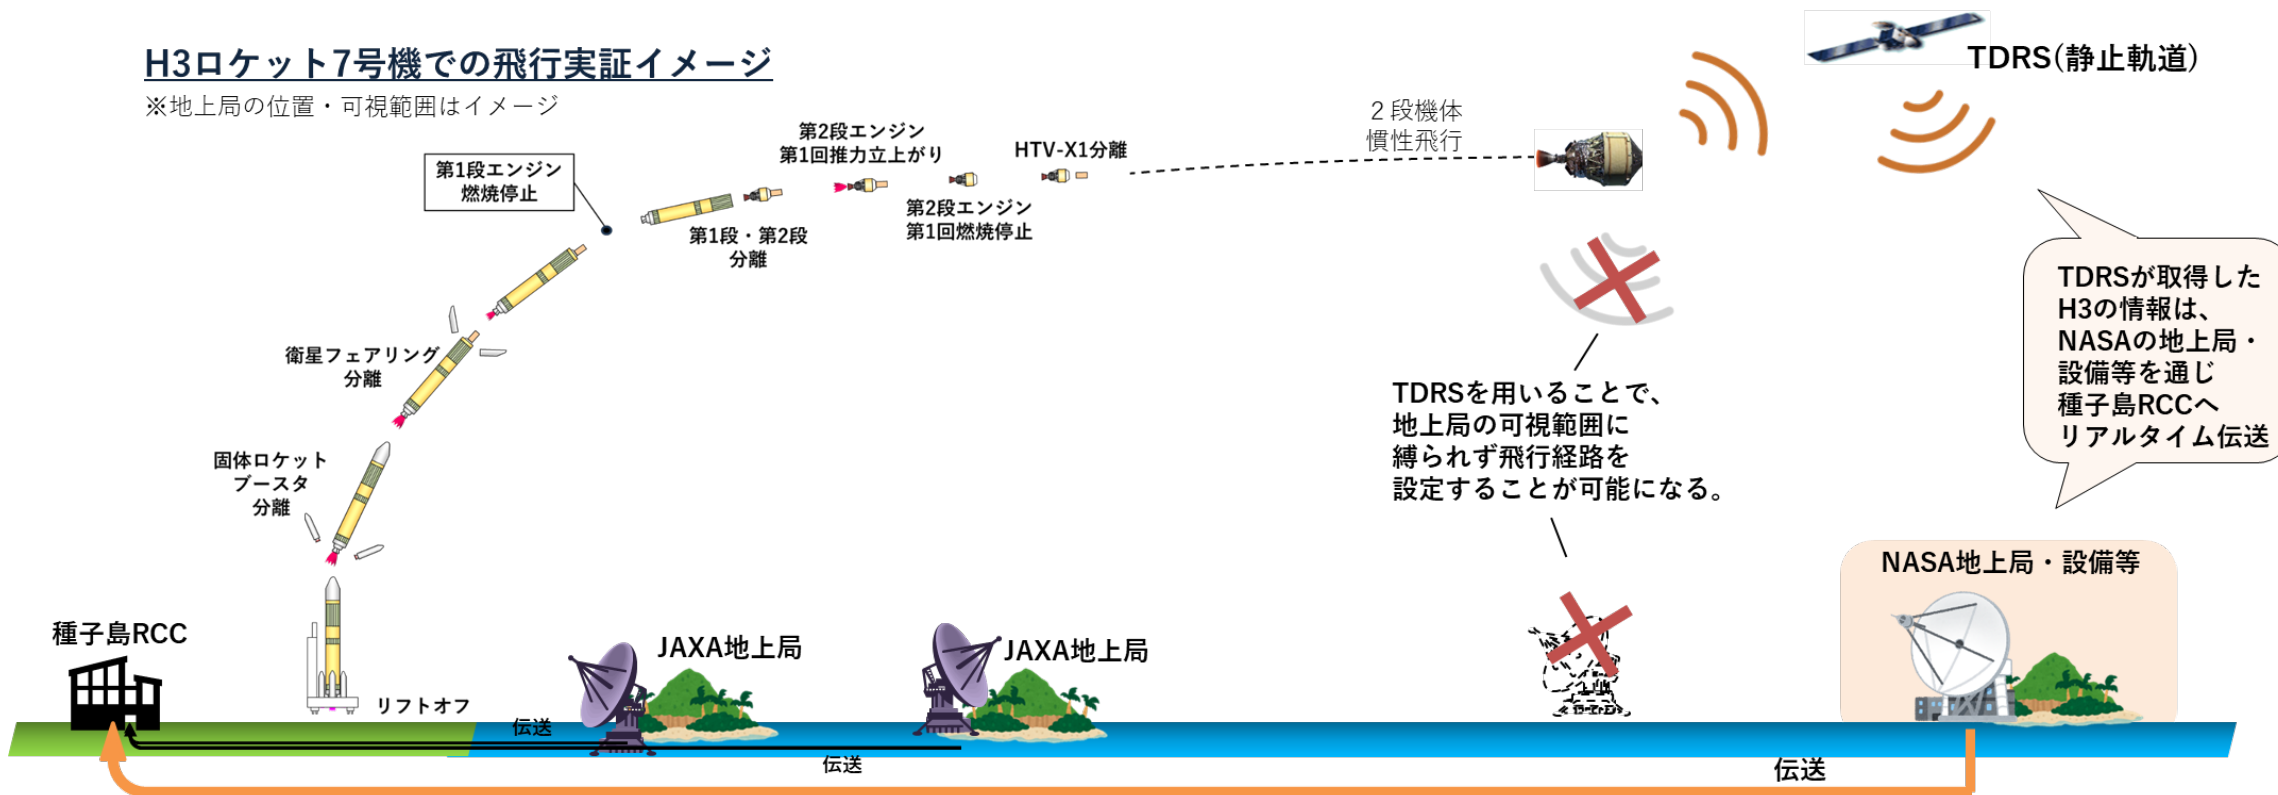 H3ロケット7号機での飛行実証イメージ
※地上局の位置・可視範囲はイメージ
TDRS(静止軌道)
２段機体
慣性飛行
第2段エンジン
第1回推力立上がり
HTV-X1分離
第1段エンジン
燃焼停止
第2段エンジン
第1回燃焼停止
第1段・第2段
分離
衛星フェアリング
分離
固体ロケット
ブースタ
分離
TDRSが取得した
H3の情報は、
NASAの地上局・
設備等を通じ
種子島RCCへ
リアルタイム伝送
TDRSを用いることで、
地上局の可視範囲に
縛られず飛行経路を
設定することが可能になる。
NASA地上局・設備等
種子島RCC
リフトオフ
JAXA地上局
JAXA地上局
伝送
伝送
伝送